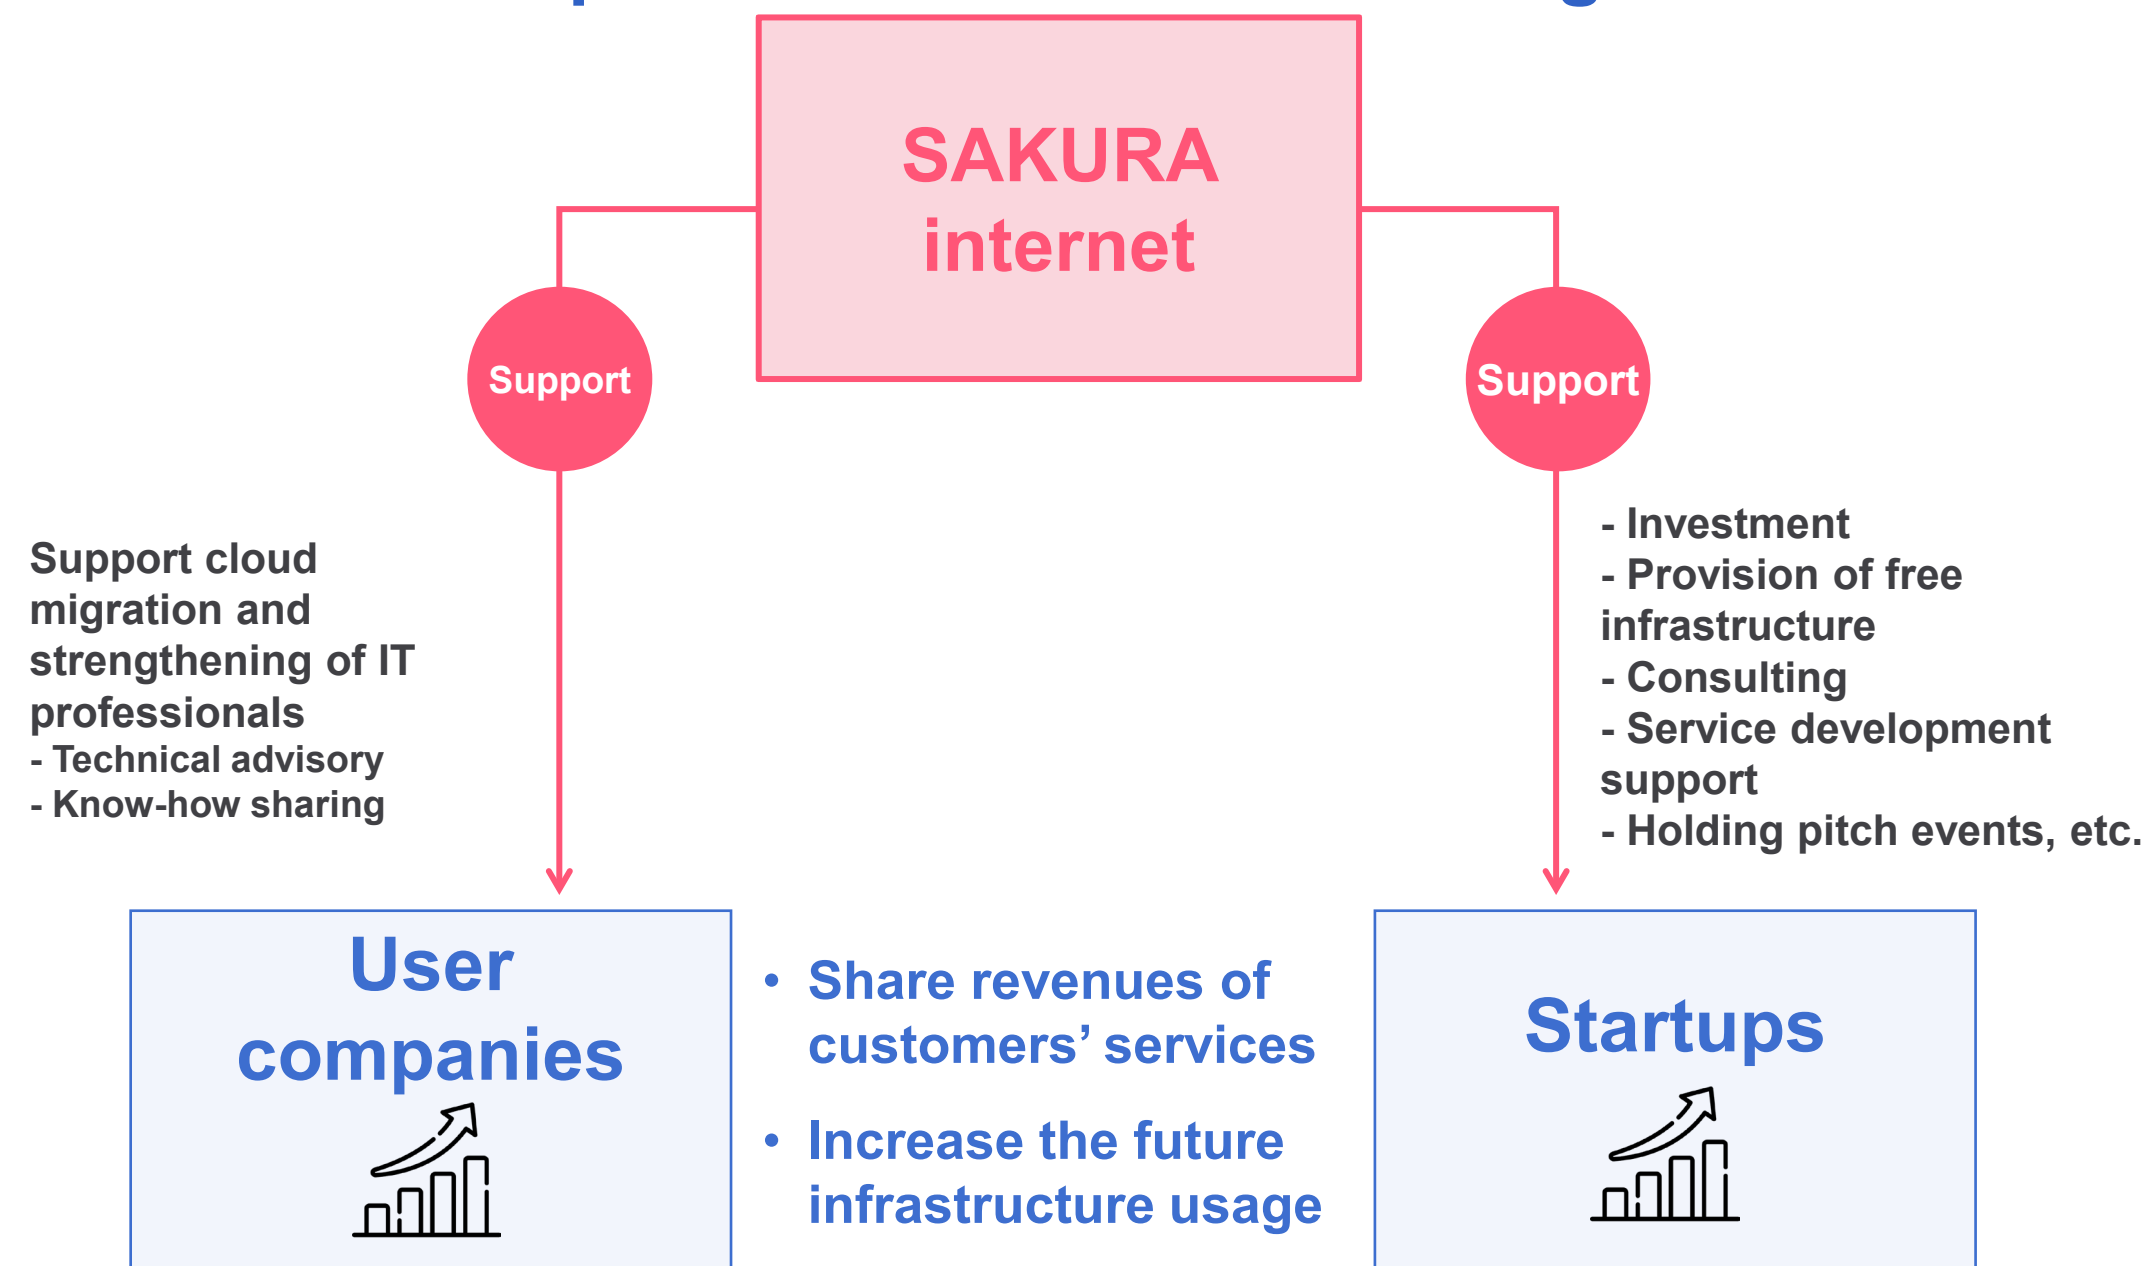 SAKURA
internet
Support
Support
Support cloud
migration and
strengthening of IT
professionals
- Technical advisory
- Know-how sharing
- Investment
- Provision of free
infrastructure
- Consulting
- Service development
support
- Holding pitch events, etc.
User
companies
• Share revenues of
customers’ services
• Increase the future
infrastructure usage
Startups